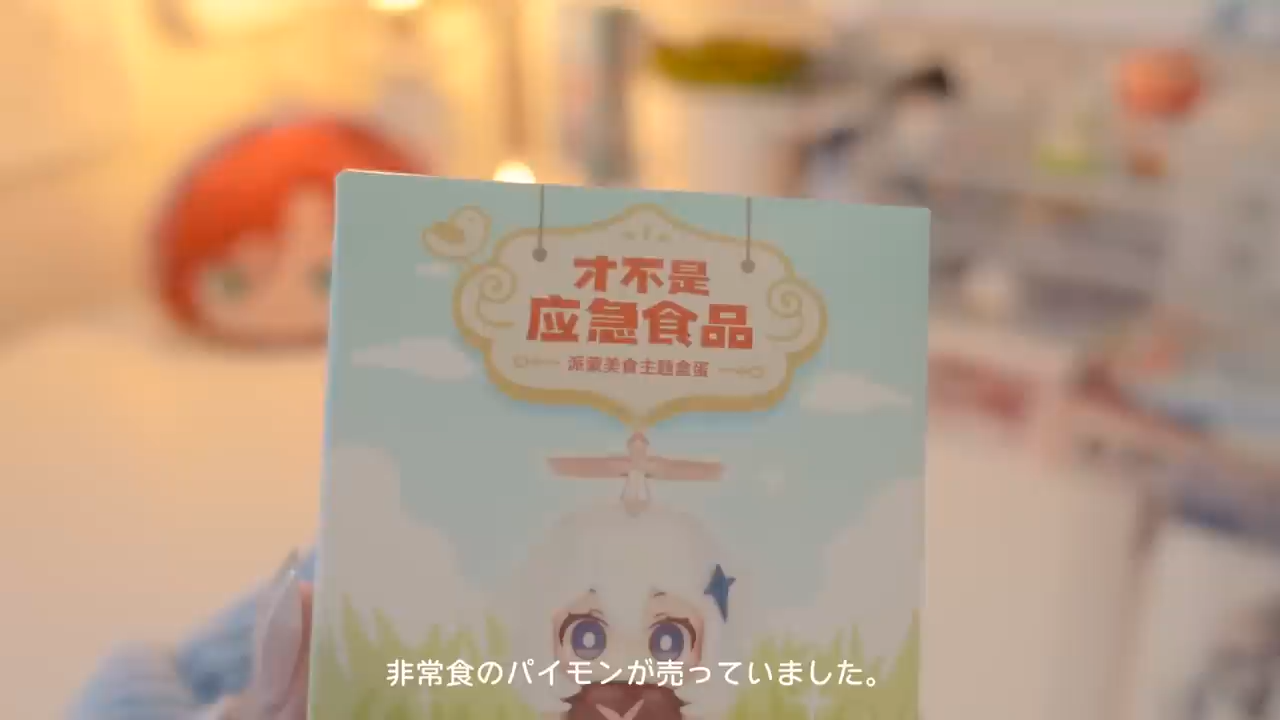 才不是
应急食品
派蒙美食主题盒蛋
非常食のパイモンが売っていました。